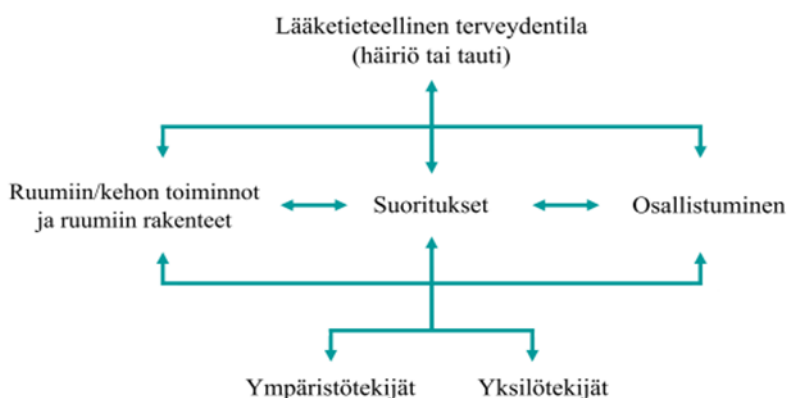 Lääketieteellinen terveydentila
(häiriö tai tauti)
Ruumiin/kehon toiminnot
ja ruumiin rakenteet
Suoritukset
Osallistuminen
Ympäristötekijät
Yksilötekijät